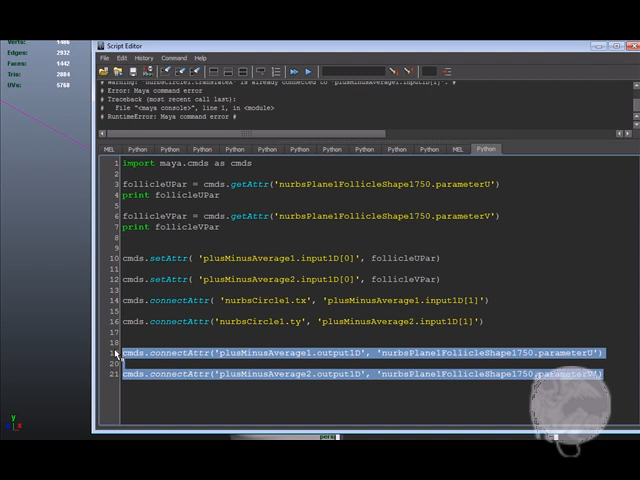 Verts: 1486
Edges: 2932
Faces: 1442
Tris: 2884
UVs: 5768
Script Editor
File Edit History Command Help
# Error: Maya command error
# Traceback (most recent call last):
# File "<maya console>", line 1, in <module>
# RuntimeError: Maya command error #
MEL Python Python Python Python Python Python Python Python Python MEL Python
1 import maya.cmds as cmds
2
3 follicleUPar = cmds.getAttr('nurbsPlane1FollicleShape1750.parameterU')
4 print follicleUPar
5
6 follicleVPar = cmds.getAttr('nurbsPlane1FollicleShape1750.parameterV')
7 print follicleVPar
8
9
10 cmds.setAttr( 'plusMinusAverage1.input1D[0]', follicleUPar)
11
12 cmds.setAttr( 'plusMinusAverage2.input1D[0]', follicleVPar)
13
14 cmds.connectAttr( 'nurbsCircle1.tx', 'plusMinusAverage1.input1D[1]')
15
16 cmds.connectAttr('nurbsCircle1.ty', 'plusMinusAverage2.input1D[1]')
17
18
19 cmds.connectAttr('plusMinusAverage1.output1D', 'nurbsPlane1FollicleShape1750.parameterU')
20
21 cmds.connectAttr('plusMinusAverage2.output1D', 'nurbsPlane1FollicleShape1750.parameterV')
y
z x
persp